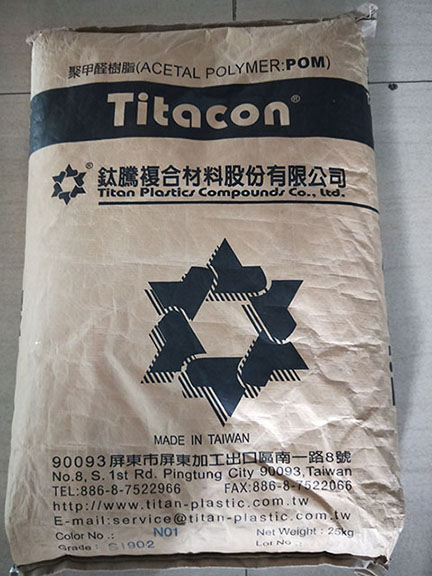 聚甲醛樹脂(ACETAL POLYMER:POM)
Titacon®
® 鈦騰複合材料股份有限公司
Titan Plastics Compounds Co., Ltd.
MADE IN TAIWAN
90093屏東市屏東加工出口區南一路8號
No.8, S. 1st Rd. Pingtung City 90093,Taiwan
TEL:886-8-7522966 FAX:886-8-7522066
http://www.titan-plastic.com.tw
E-mail:service@titan-plastic.com.tw
Color No .: N01 Net Weight : 25kg
Grade : S1902 Lot No .: